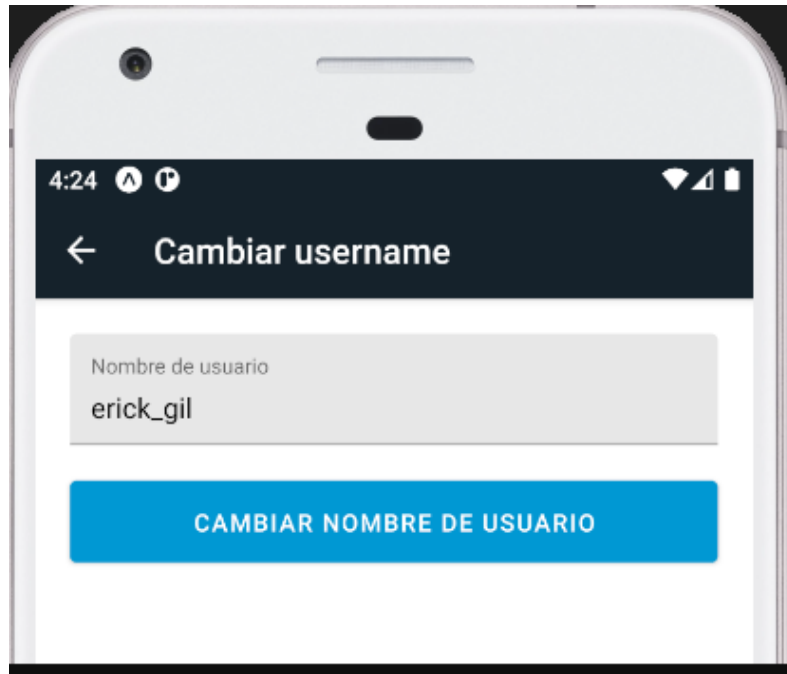 4:24
Cambiar username
Nombre de usuario
erick_gil
CAMBIAR NOMBRE DE USUARIO